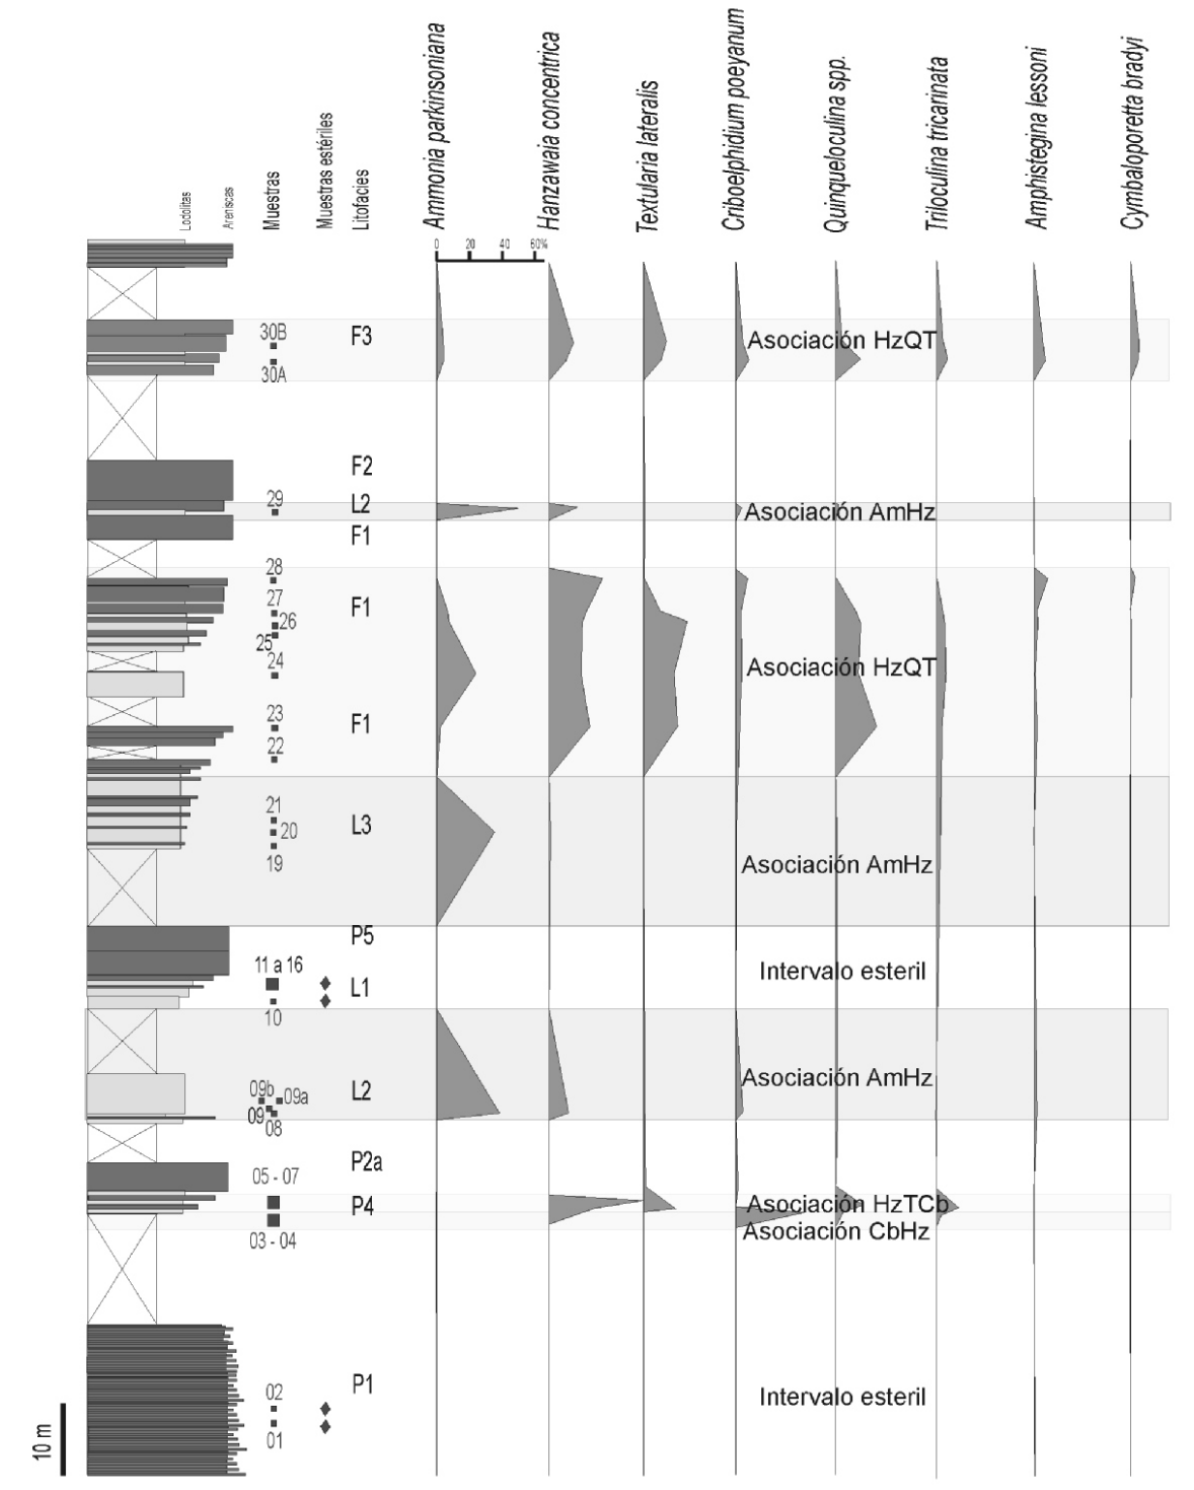 Lodolitas
Areniscas
Muestras
Muestras estériles
Litofacies
Ammonia parkinsoniana
Hanzawaia concentrica
Textularia lateralis
Criboelphidium poeyanum
Quinqueloculina spp.
Triloculina tricarinata
Amphistegina lessoni
Cymbaloporetta bradyi
0 20 40 60%
30B
F3
Asociación HzQT
30A
F2
29
L2
Asociación AmHz
F1
28
27
F1
26
25
24
Asociación HzQT
23
F1
22
21
L3
20
19
Asociación AmHz
P5
11 a 16
Intervalo esteril
L1
10
Asociación AmHz
09b
09a
L2
09
08
P2a
05 - 07
P4
Asociación HzTCb
Asociación CbHz
03 - 04
P1
02
Intervalo esteril
01
10 m